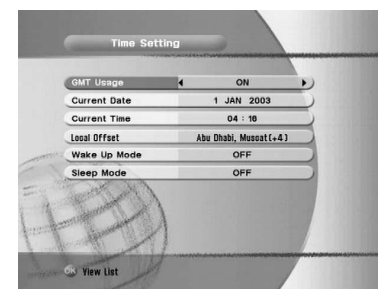 Time Setting
GMT Usage ON
Current Date 1 JAN 2003
Current Time 04 : 16
Local Offset Abu Dhabi, Muscat(+4)
Wake Up Mode OFF
Sleep Mode OFF
OK View List